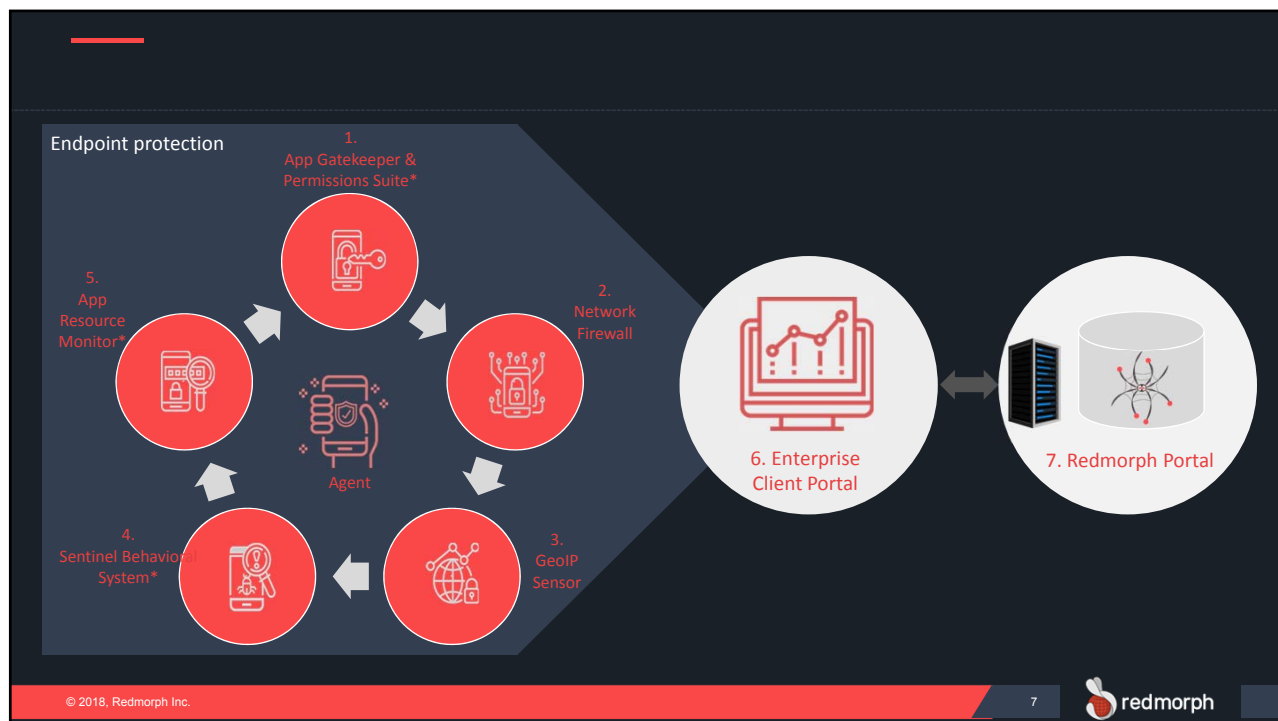 Endpoint protection
1.
App Gatekeeper &
Permissions Suite*
2.
Network
Firewall
3.
GeoIP
Sensor
4.
Sentinel Behavioral
System*
5.
App
Resource
Monitor*
Agent
6. Enterprise
Client Portal
7. Redmorph Portal
© 2018, Redmorph Inc.
7
redmorph